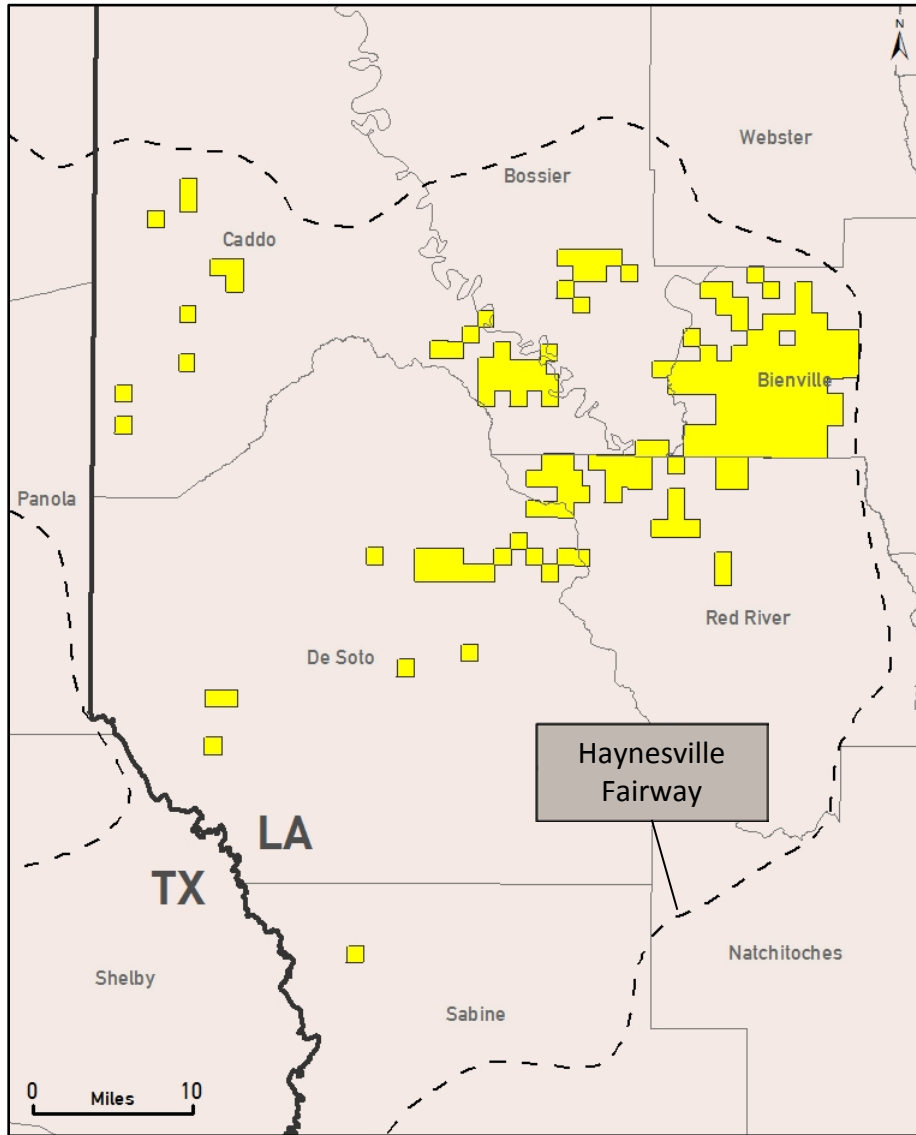 N
Webster
Bossier
Caddo
Bienville
Panola
Red River
De Soto
Haynesville
Fairway
LA
TX
Natchitoches
Shelby
Sabine
0 10
Miles